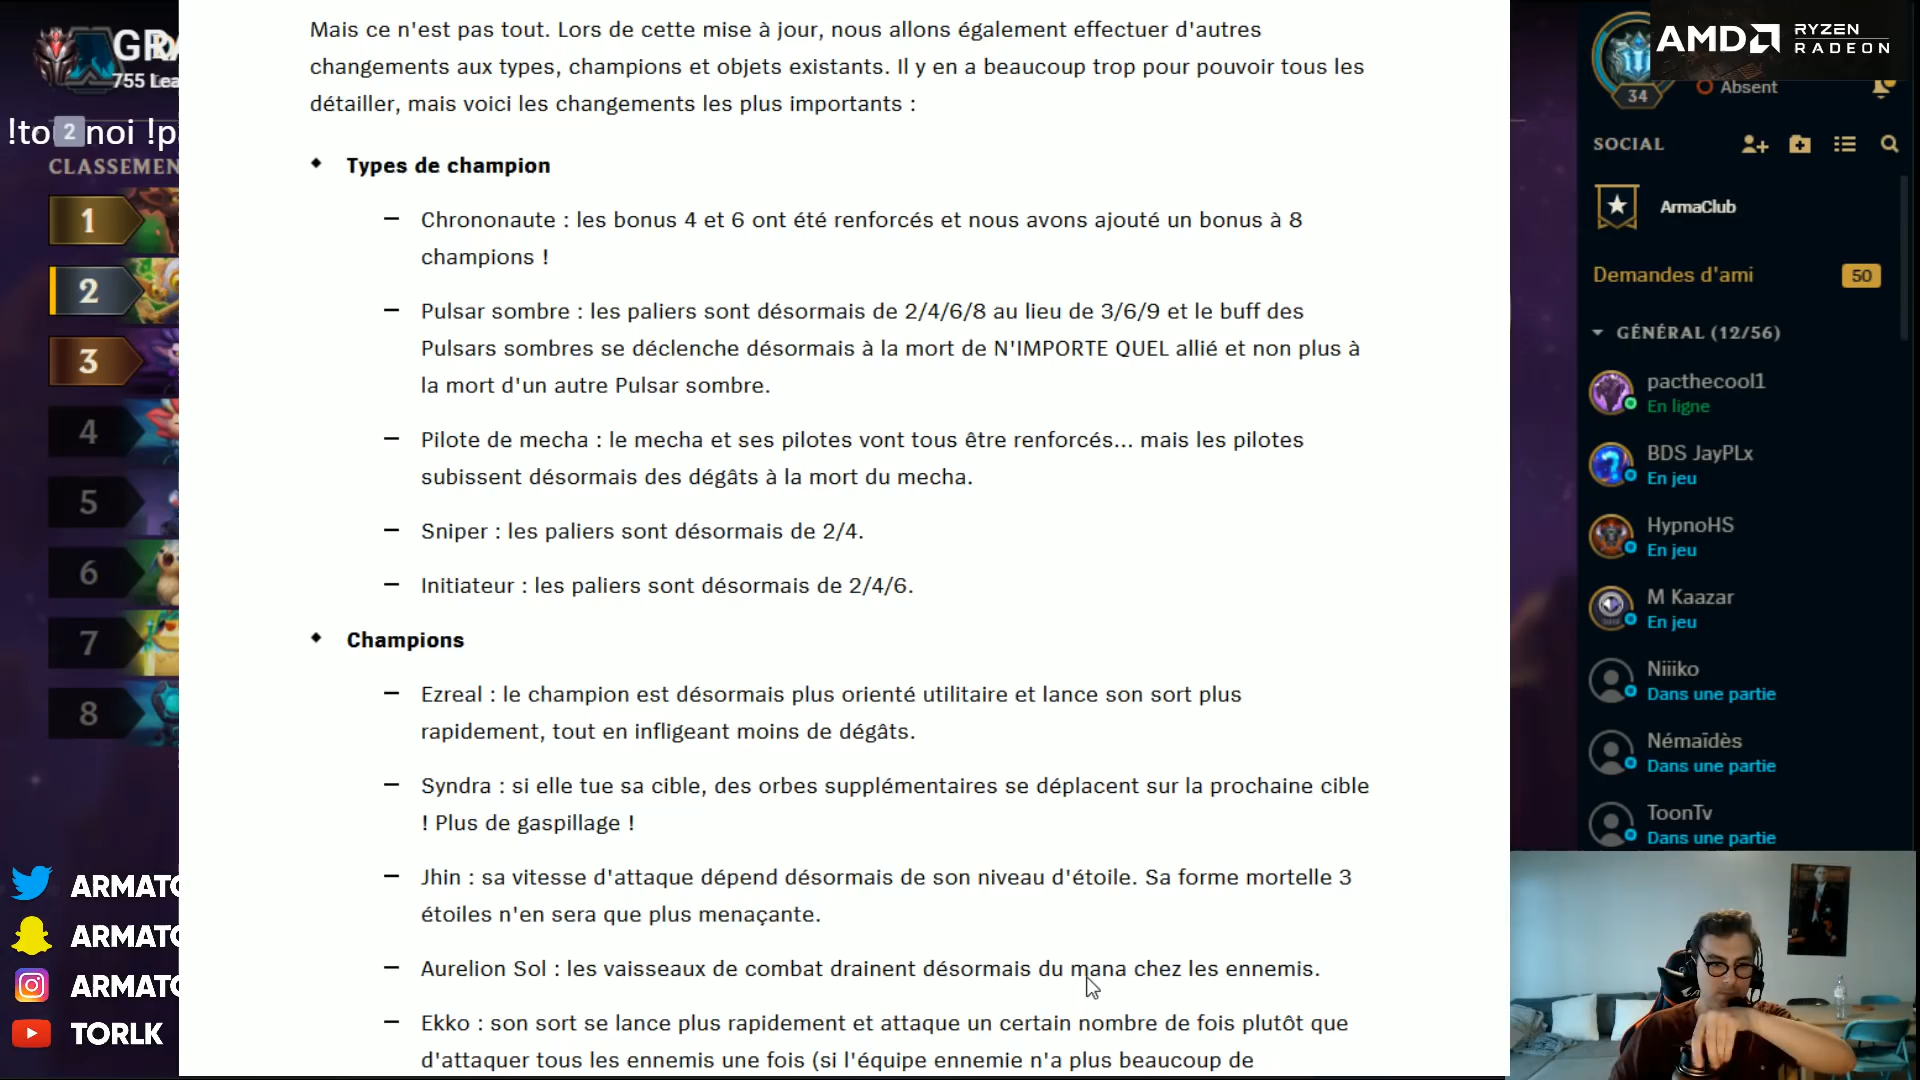 Mais ce n'est pas tout. Lors de cette mise à jour, nous allons également effectuer d'autres
changements aux types, champions et objets existants. Il y en a beaucoup trop pour pouvoir tous les
détailler, mais voici les changements les plus importants :
Types de champion
Chrononaute : les bonus 4 et 6 ont été renforcés et nous avons ajouté un bonus à 8
champions !
Pulsar sombre : les paliers sont désormais de 2/4/6/8 au lieu de 3/6/9 et le buff des
Pulsars sombres se déclenche désormais à la mort de N'IMPORTE QUEL allié et non plus à
la mort d'un autre Pulsar sombre.
Pilote de mecha : le mecha et ses pilotes vont tous être renforcés... mais les pilotes
subissent désormais des dégâts à la mort du mecha.
Sniper : les paliers sont désormais de 2/4.
Initiateur : les paliers sont désormais de 2/4/6.
Champions
Ezreal : le champion est désormais plus orienté utilitaire et lance son sort plus
rapidement, tout en infligeant moins de dégâts.
Syndra : si elle tue sa cible, des orbes supplémentaires se déplacent sur la prochaine cible
! Plus de gaspillage !
Jhin : sa vitesse d'attaque dépend désormais de son niveau d'étoile. Sa forme mortelle 3
étoiles n'en sera que plus menaçante.
Aurelion Sol : les vaisseaux de combat drainent désormais du mana chez les ennemis.
Ekko : son sort se lance plus rapidement et attaque un certain nombre de fois plutôt que
d'attaquer tous les ennemis une fois (si l'équipe ennemie n'a plus beaucoup de
755 Lea
!to 2 noi !p
CLASSEMEN
1
2
3
4
5
6
7
8
ARMATO
ARMATO
ARMATO
TORLK
AMD
RYZEN
RADEON
34
Absent
SOCIAL
ArmaClub
Demandes d'ami
50
GÉNÉRAL (12/56)
pacthecool1
En ligne
BDS JayPLx
En jeu
HypnoHS
En jeu
M Kaazar
En jeu
Niiiko
Dans une partie
Némaïdès
Dans une partie
ToonTv
Dans une partie